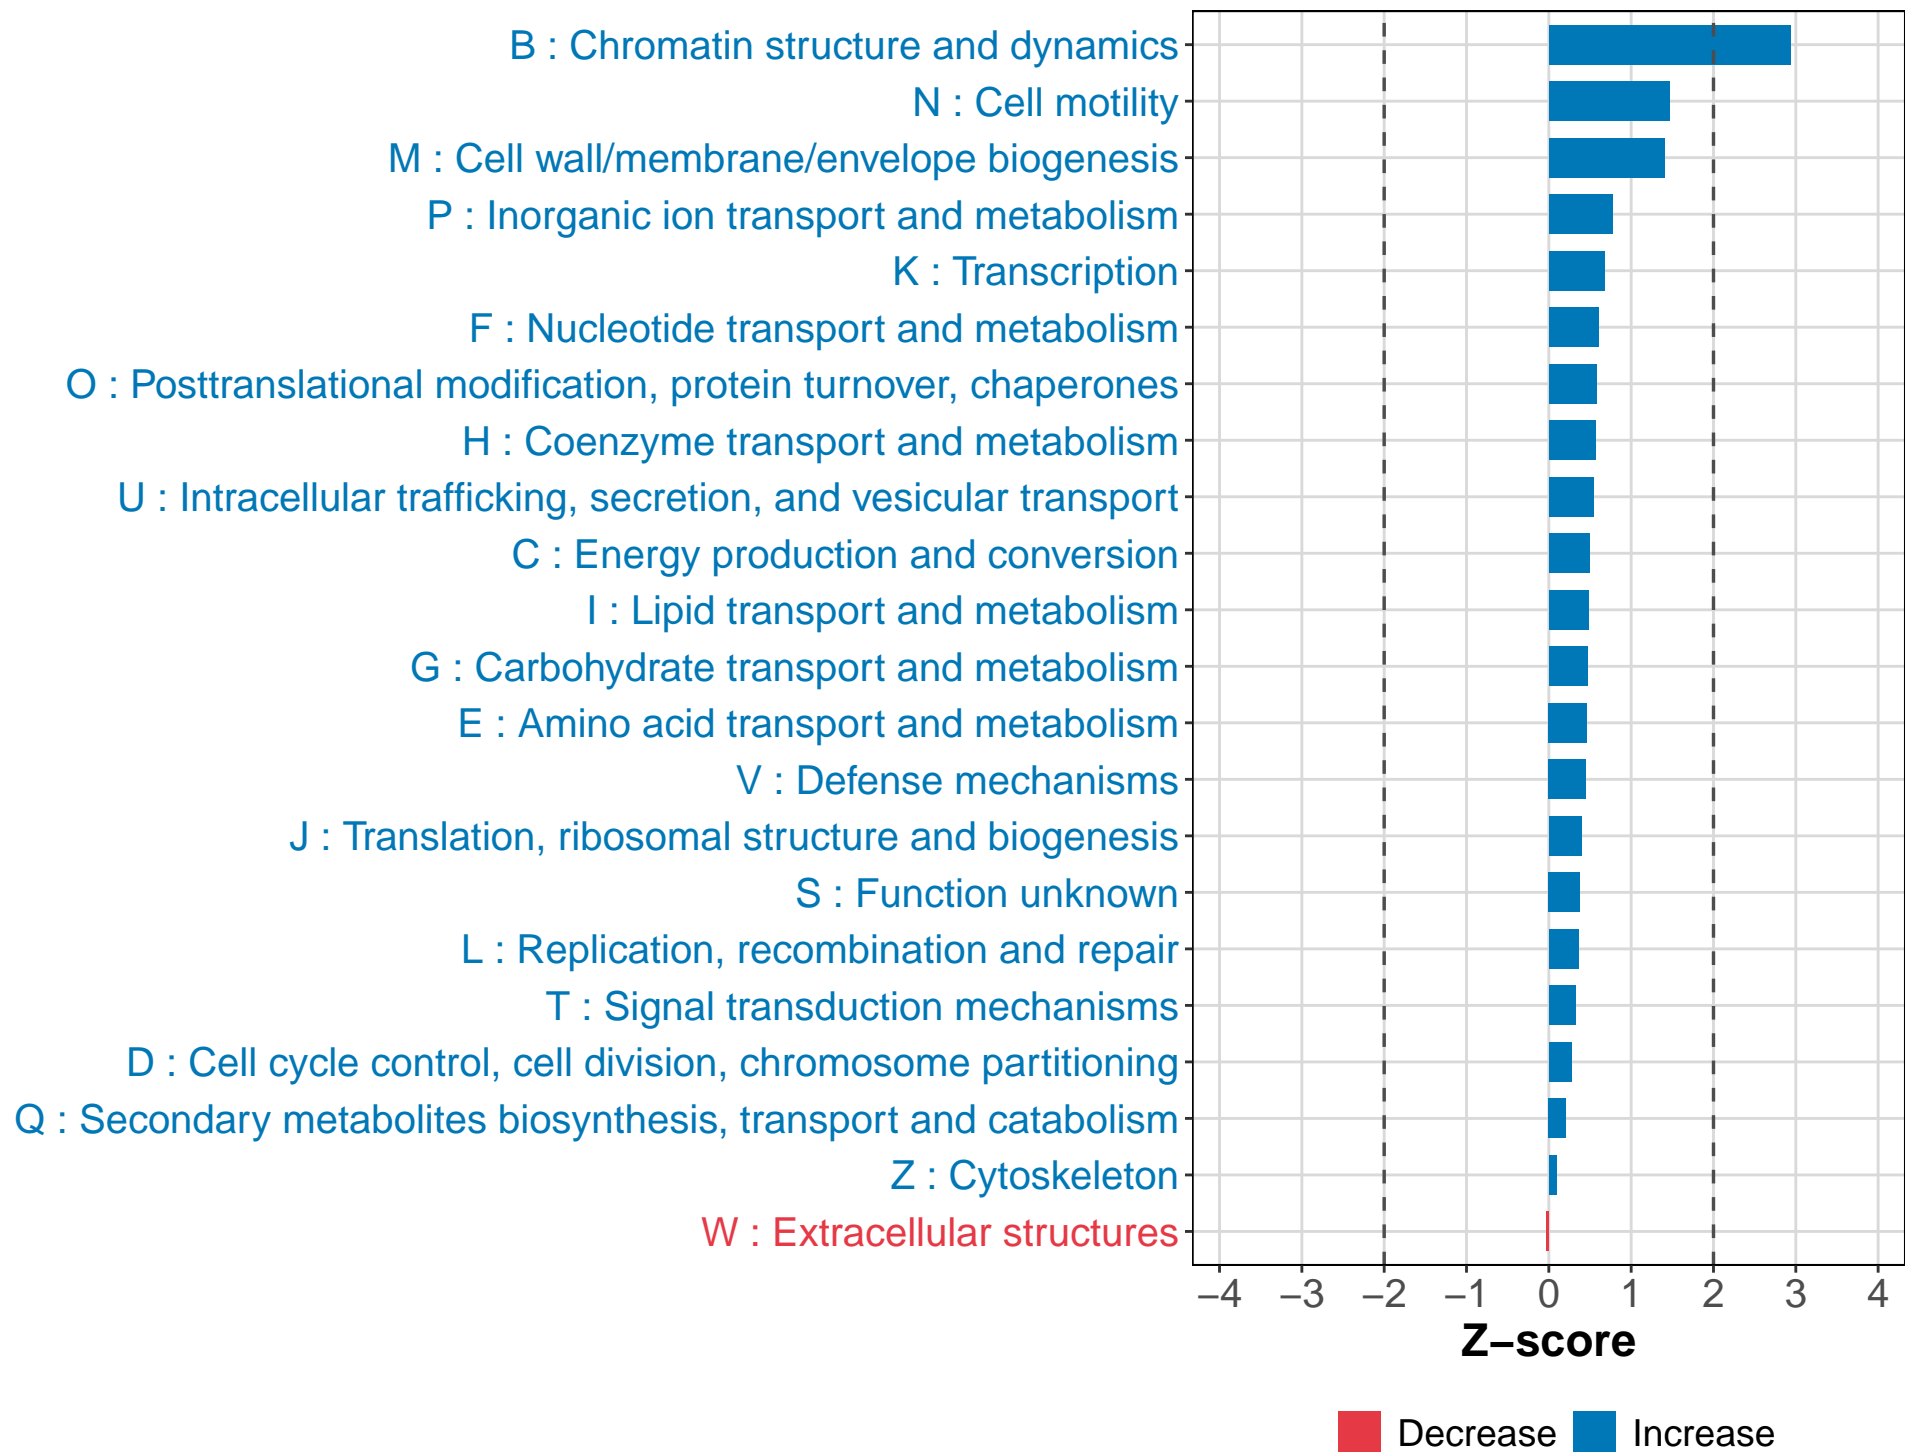 B : Chromatin structure and dynamics
N : Cell motility
M : Cell wall/membrane/envelope biogenesis
P : Inorganic ion transport and metabolism
K : Transcription
F : Nucleotide transport and metabolism
O : Posttranslational modification, protein turnover, chaperones
H : Coenzyme transport and metabolism
U : Intracellular trafficking, secretion, and vesicular transport
C : Energy production and conversion
I : Lipid transport and metabolism
G : Carbohydrate transport and metabolism
E : Amino acid transport and metabolism
V : Defense mechanisms
J : Translation, ribosomal structure and biogenesis
S : Function unknown
L : Replication, recombination and repair
T : Signal transduction mechanisms
D : Cell cycle control, cell division, chromosome partitioning
Q : Secondary metabolites biosynthesis, transport and catabolism
Z : Cytoskeleton
W : Extracellular structures
−4 −3 −2 −1 0 1 2 3 4
Z−score
Decrease Increase